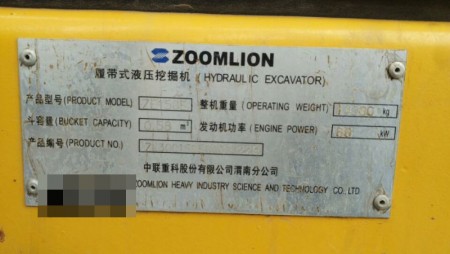 ZOOMLION
履带式液压挖掘机 (HYDRAULIC EXCAVATOR)
产品型号(PRODUCT MODEL) 整机重量(OPERATING WEIGHT) kg
斗容量(BUCKET CAPACITY) m³ 发动机功率(ENGINE POWER) kW
产品编号(PRODUCT NO.)
中联重科股份有限公司渭南分公司
ZOOMLION HEAVY INDUSTRY SCIENCE AND TECHNOLOGY CO. LTD